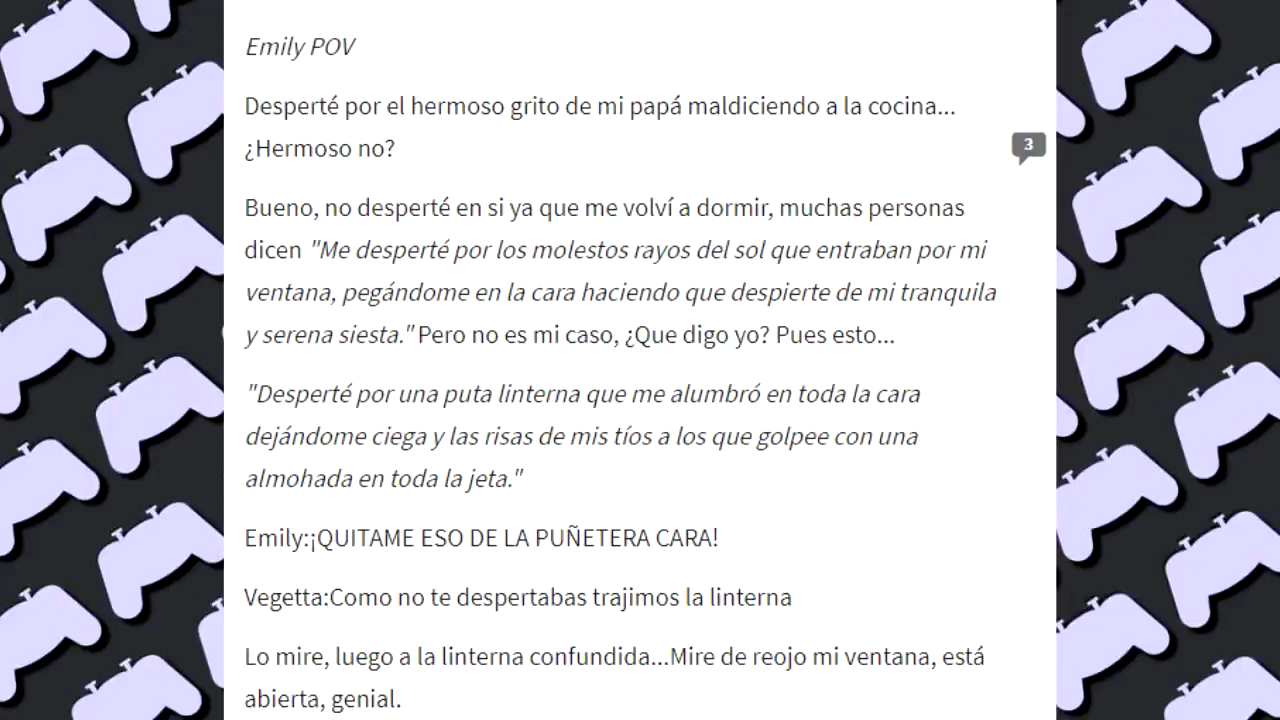 Emily POV
Desperté por el hermoso grito de mi papá maldiciendo a la cocina...
¿Hermoso no?
3
Bueno, no desperté en si ya que me volví a dormir, muchas personas
dicen "Me desperté por los molestos rayos del sol que entraban por mi
ventana, pegándome en la cara haciendo que despierte de mi tranquila
y serena siesta." Pero no es mi caso, ¿Que digo yo? Pues esto...
"Desperté por una puta linterna que me alumbró en toda la cara
dejándome ciega y las risas de mis tíos a los que golpee con una
almohada en toda la jeta."
Emily:¡QUITAME ESO DE LA PUÑETERA CARA!
Vegetta:Como no te despertabas trajimos la linterna
Lo mire, luego a la linterna confundida...Mire de reojo mi ventana, está
abierta, genial.